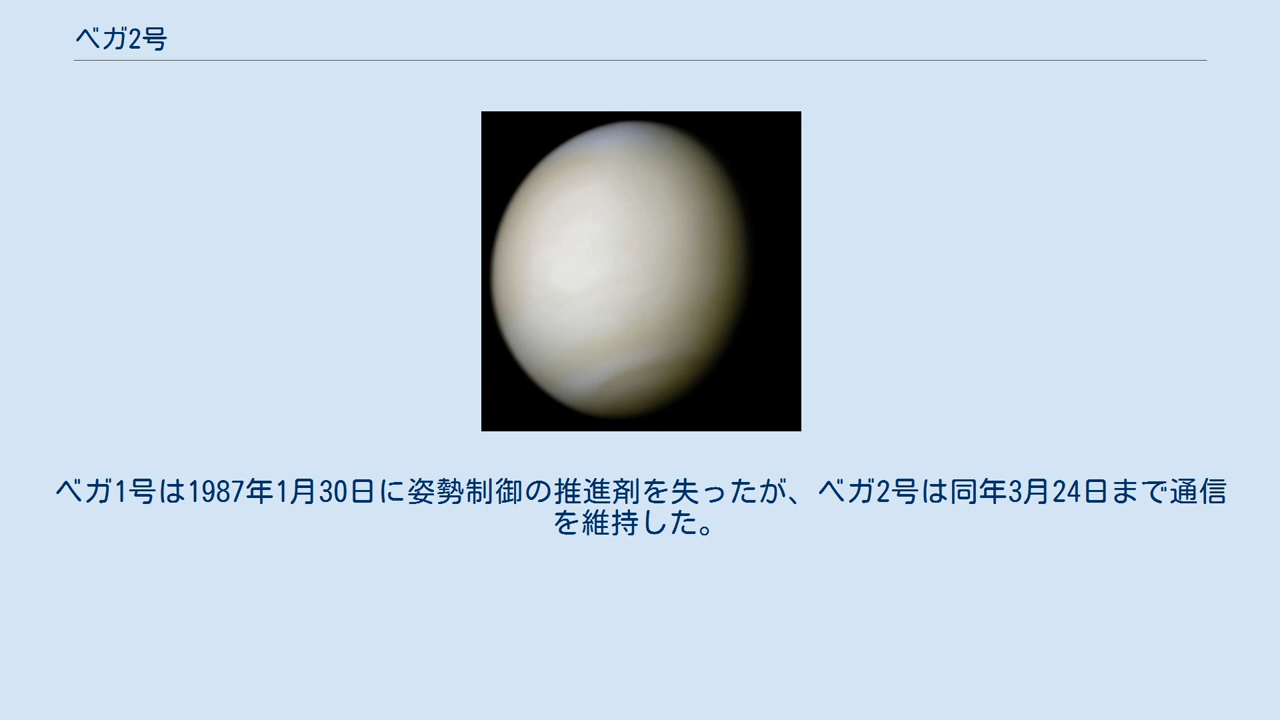 ベガ2号
ベガ1号は1987年1月30日に姿勢制御の推進剤を失ったが、ベガ2号は同年3月24日まで通信
を維持した。